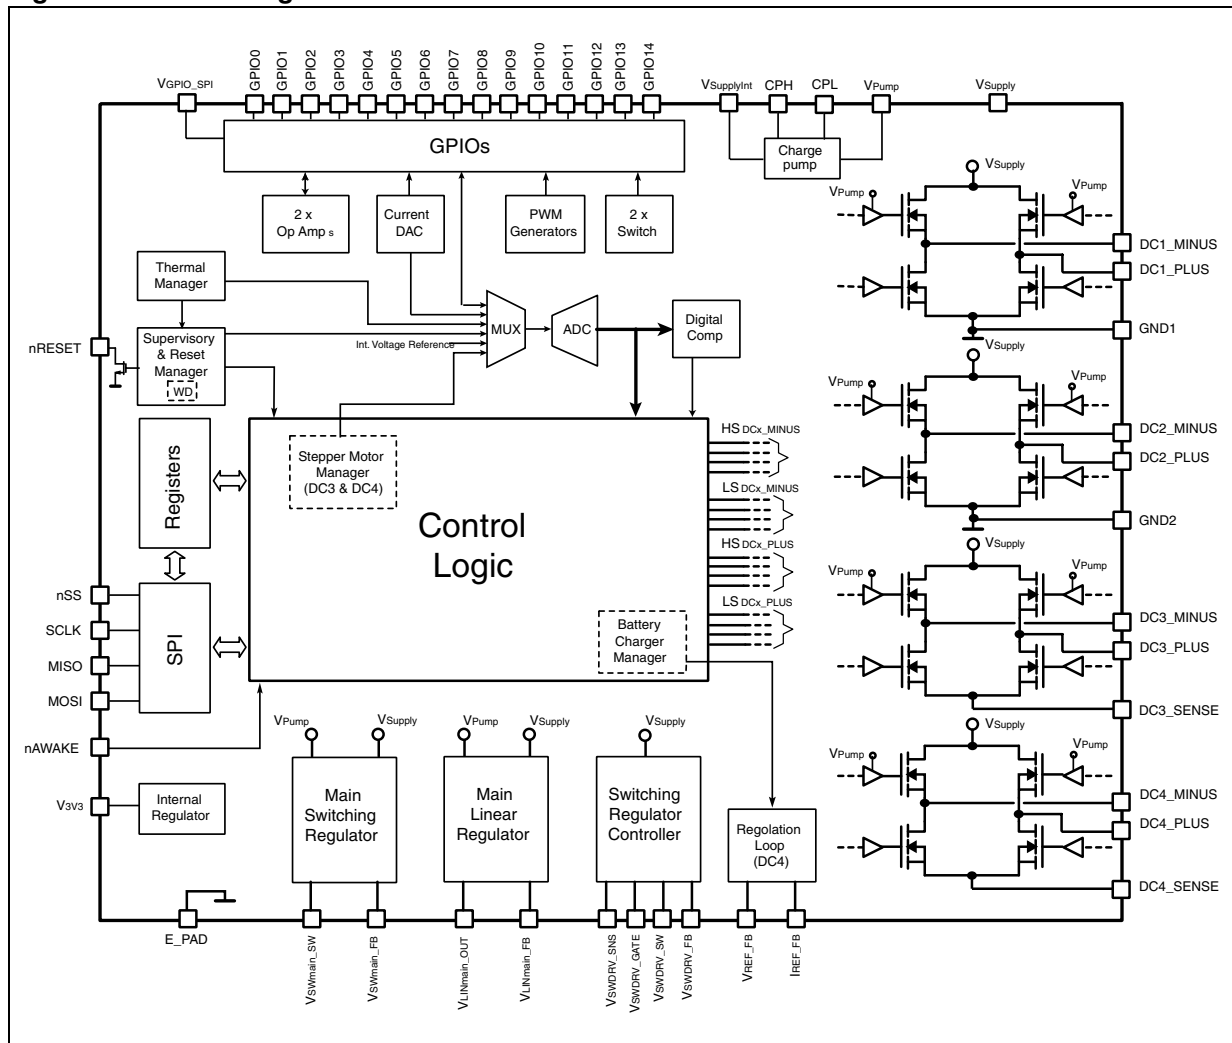 GPIO0
GPIO1
GPIO2
GPIO3
GPIO4
GPIO5
GPIO6
GPIO7
GPIO8
GPIO9
GPIO10
GPIO11
GPIO12
GPIO13
GPIO14
VGPIO_SPI
VSupplyInt
CPH
CPL
VPump
VSupply
GPIOs
Charge
pump
2 x
Op Amp s
Current
DAC
PWM
Generators
2 x
Switch
Thermal
Manager
nRESET
Supervisory
& Reset
Manager
WD
Int. Voltage Reference
MUX
ADC
Digital
Comp
VSupply
VPump
VPump
DC1_MINUS
DC1_PLUS
GND1
VSupply
VPump
VPump
DC2_MINUS
DC2_PLUS
GND2
VSupply
VPump
VPump
DC3_MINUS
DC3_PLUS
DC3_SENSE
VSupply
VPump
VPump
DC4_MINUS
DC4_PLUS
DC4_SENSE
Registers
Stepper Motor
Manager
(DC3 & DC4)
Control
Logic
HS DCx_MINUS
LS DCx_MINUS
HS DCx_PLUS
LS DCx_PLUS
Battery
Charger
Manager
nSS
SCLK
MISO
MOSI
SPI
nAWAKE
V3V3
Internal
Regulator
VPump
VSupply
Main
Switching
Regulator
VPump
VSupply
Main
Linear
Regulator
VSupply
Switching
Regulator
Controller
Regolation
Loop
(DC4)
E_PAD
VSWmain_SW
VSWmain_FB
VLINmain_OUT
VLINmain_FB
VSWDRV_SNS
VSWDRV_GATE
VSWDRV_SW
VSWDRV_FB
VREF_FB
IREF_FB